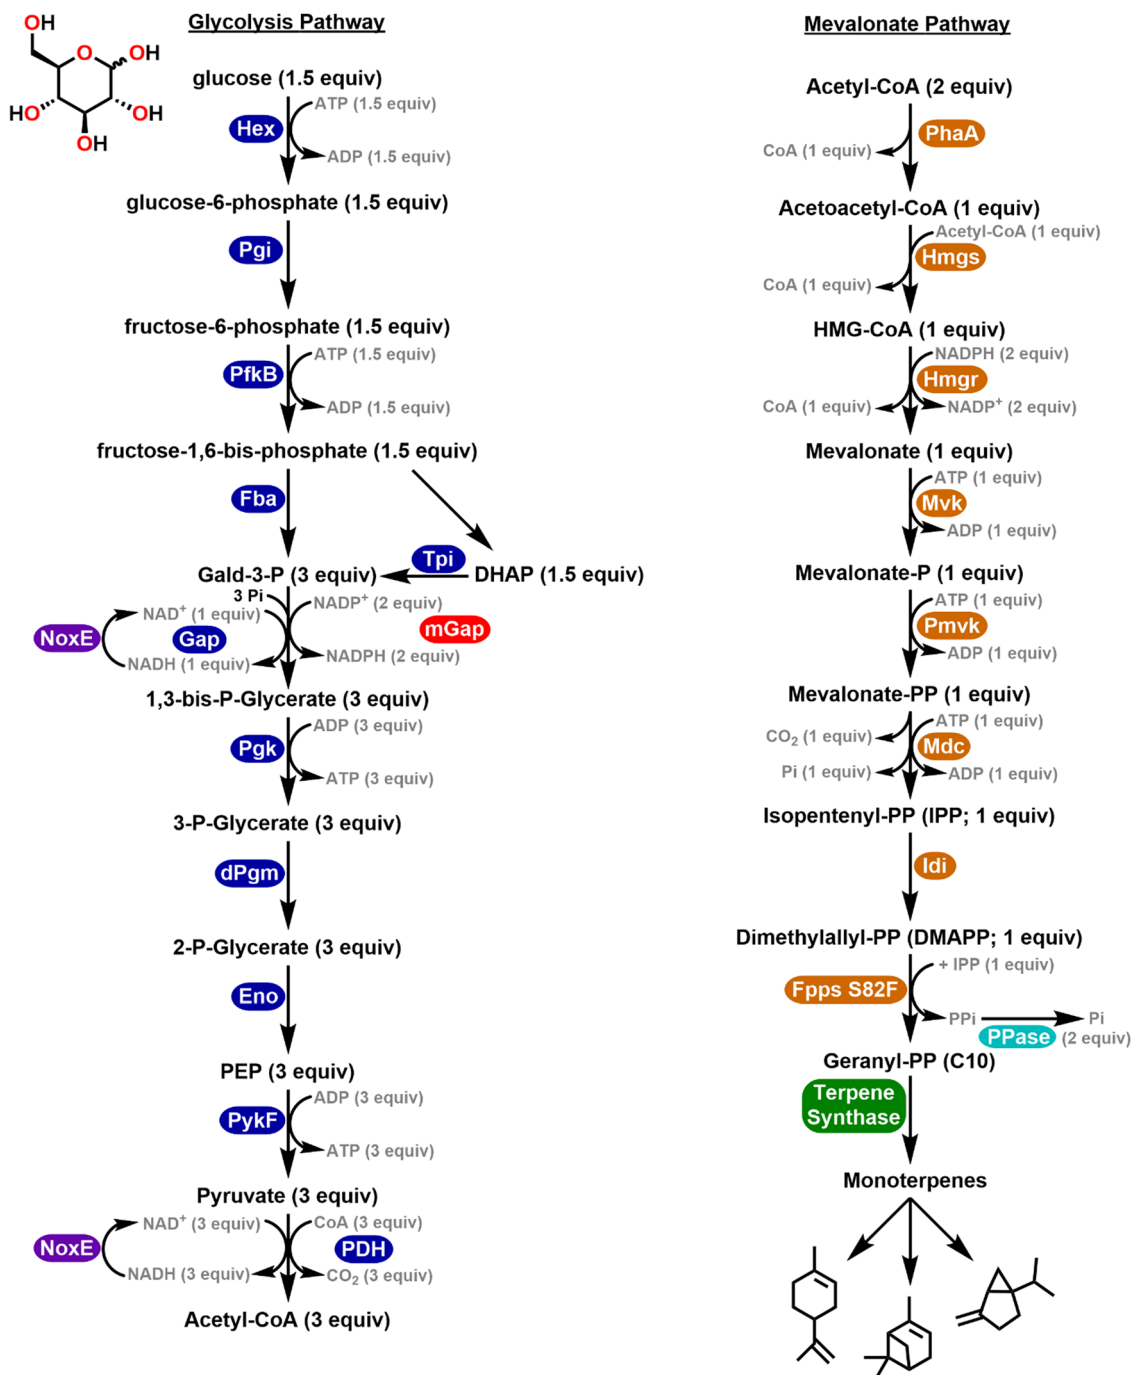 Glycolysis Pathway
OH
O
OH
HO
OH
OH
glucose (1.5 equiv)
ATP (1.5 equiv)
Hex
ADP (1.5 equiv)
glucose-6-phosphate (1.5 equiv)
Pgi
fructose-6-phosphate (1.5 equiv)
ATP (1.5 equiv)
PfkB
ADP (1.5 equiv)
fructose-1,6-bis-phosphate (1.5 equiv)
Fba
Tpi
Gald-3-P (3 equiv)
DHAP (1.5 equiv)
3 Pi
NAD⁺ (1 equiv)
NADP⁺ (2 equiv)
NoxE
Gap
mGap
NADH (1 equiv)
NADPH (2 equiv)
1,3-bis-P-Glycerate (3 equiv)
ADP (3 equiv)
Pgk
ATP (3 equiv)
3-P-Glycerate (3 equiv)
dPgm
2-P-Glycerate (3 equiv)
Eno
PEP (3 equiv)
ADP (3 equiv)
PykF
ATP (3 equiv)
Pyruvate (3 equiv)
NAD⁺ (3 equiv)
CoA (3 equiv)
NoxE
PDH
NADH (3 equiv)
CO₂ (3 equiv)
Acetyl-CoA (3 equiv)
Mevalonate Pathway
Acetyl-CoA (2 equiv)
PhaA
CoA (1 equiv)
Acetoacetyl-CoA (1 equiv)
Acetyl-CoA (1 equiv)
Hmgs
CoA (1 equiv)
HMG-CoA (1 equiv)
NADPH (2 equiv)
Hmgr
CoA (1 equiv)
NADP⁺ (2 equiv)
Mevalonate (1 equiv)
ATP (1 equiv)
Mvk
ADP (1 equiv)
Mevalonate-P (1 equiv)
ATP (1 equiv)
Pmvk
ADP (1 equiv)
Mevalonate-PP (1 equiv)
ATP (1 equiv)
CO₂ (1 equiv)
Mdc
Pi (1 equiv)
ADP (1 equiv)
Isopentenyl-PP (IPP; 1 equiv)
Idi
Dimethylallyl-PP (DMAPP; 1 equiv)
+ IPP (1 equiv)
Fpps S82F
PPi
Pi
PPase
(2 equiv)
Geranyl-PP (C10)
Terpene
Synthase
Monoterpenes